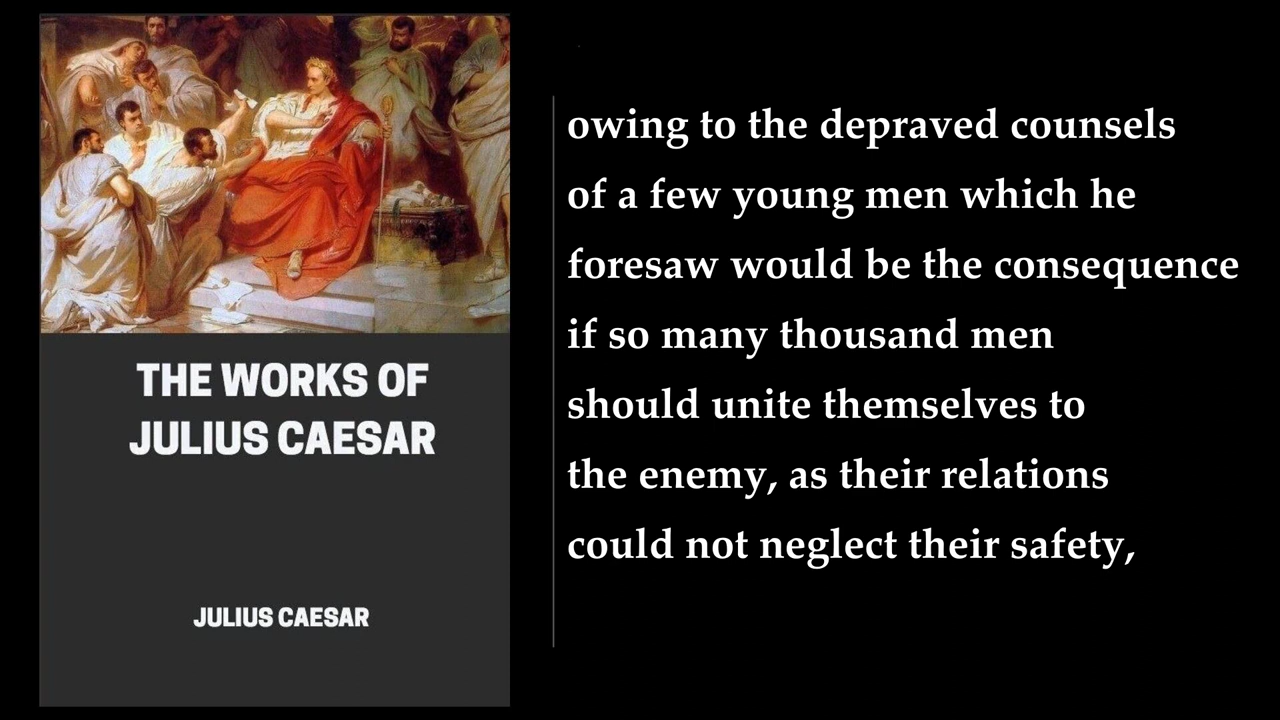 THE WORKS OF
JULIUS CAESAR
JULIUS CAESAR
owing to the depraved counsels
of a few young men which he
foresaw would be the consequence
if so many thousand men
should unite themselves to
the enemy, as their relations
could not neglect their safety,